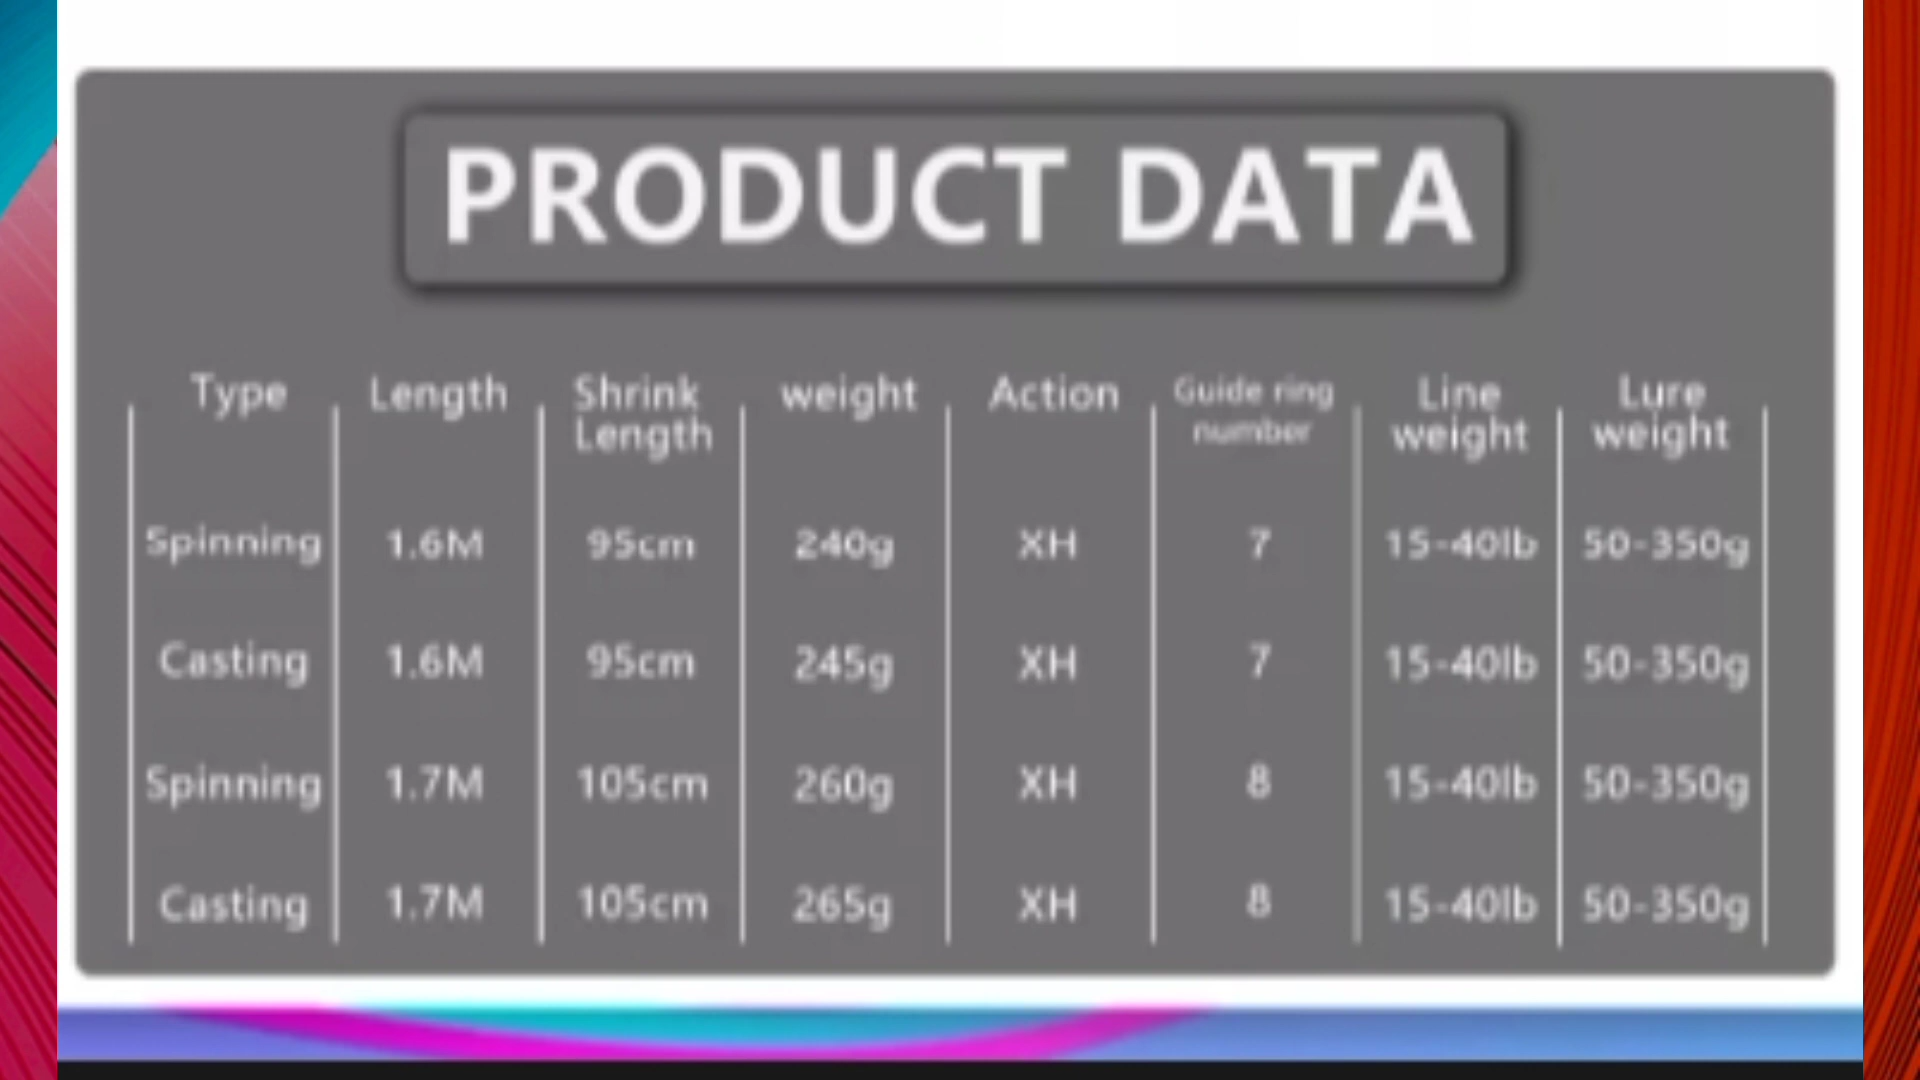 PRODUCT DATA
Type Length Shrink Length weight Action Guide ring number Line weight Lure weight
Spinning 1.6M 95cm 240g XH 7 15-40lb 50-350g
Casting 1.6M 95cm 245g XH 7 15-40lb 50-350g
Spinning 1.7M 105cm 260g XH 8 15-40lb 50-350g
Casting 1.7M 105cm 265g XH 8 15-40lb 50-350g